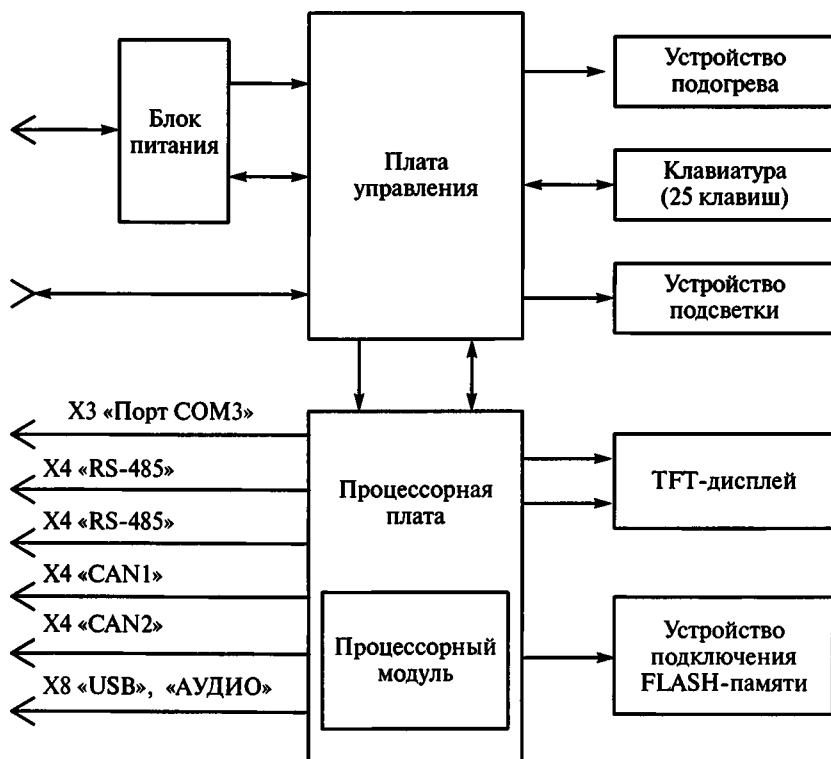 Блок
питания
Плата
управления
Устройство
подогрева
Клавиатура
(25 клавиш)
Устройство
подсветки
X3 «Порт COM3»
X4 «RS-485»
X4 «RS-485»
X4 «CAN1»
X4 «CAN2»
X8 «USB», «АУДИО»
Процессорная
плата
Процессорный
модуль
TFT-дисплей
Устройство
подключения
FLASH-памяти